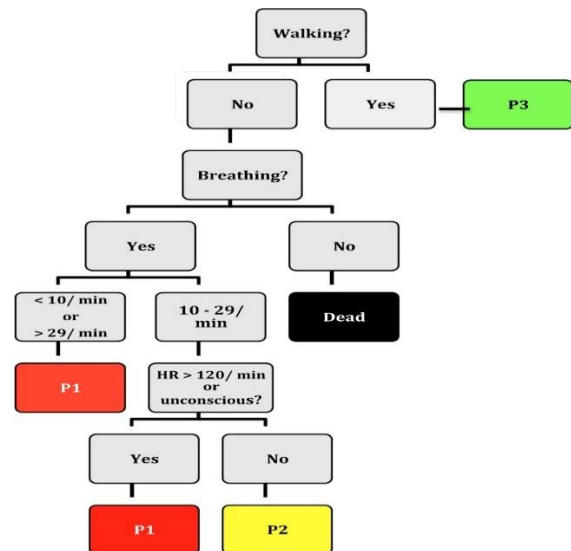 Walking?
No
Yes
P3
Breathing?
Yes
No
< 10/ min
or
> 29/ min
10 - 29/
min
Dead
P1
HR > 120/ min
or
unconscious?
Yes
No
P1
P2